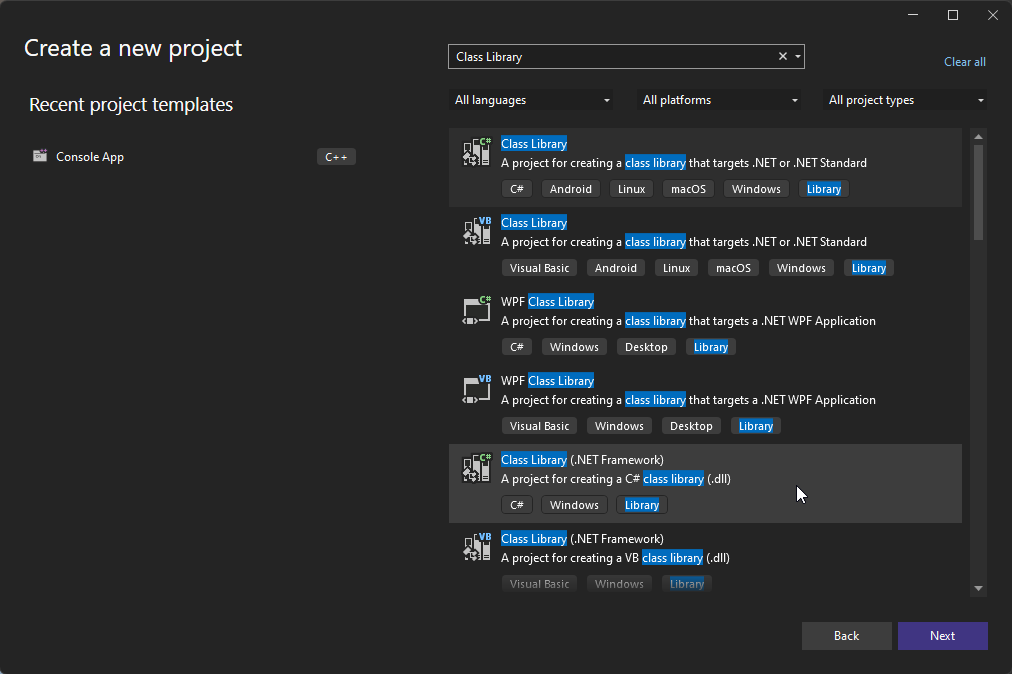 Create a new project
Class Library
Clear all
Recent project templates
All languages
All platforms
All project types
Console App
C++
C#
Class Library
A project for creating a class library that targets .NET or .NET Standard
C# Android Linux macOS Windows Library
VB
Class Library
A project for creating a class library that targets .NET or .NET Standard
Visual Basic Android Linux macOS Windows Library
C#
WPF Class Library
A project for creating a class library that targets a .NET WPF Application
C# Windows Desktop Library
VB
WPF Class Library
A project for creating a class library that targets a .NET WPF Application
Visual Basic Windows Desktop Library
C#
Class Library (.NET Framework)
A project for creating a C# class library (.dll)
C# Windows Library
VB
Class Library (.NET Framework)
A project for creating a VB class library (.dll)
Visual Basic Windows Library
Back
Next